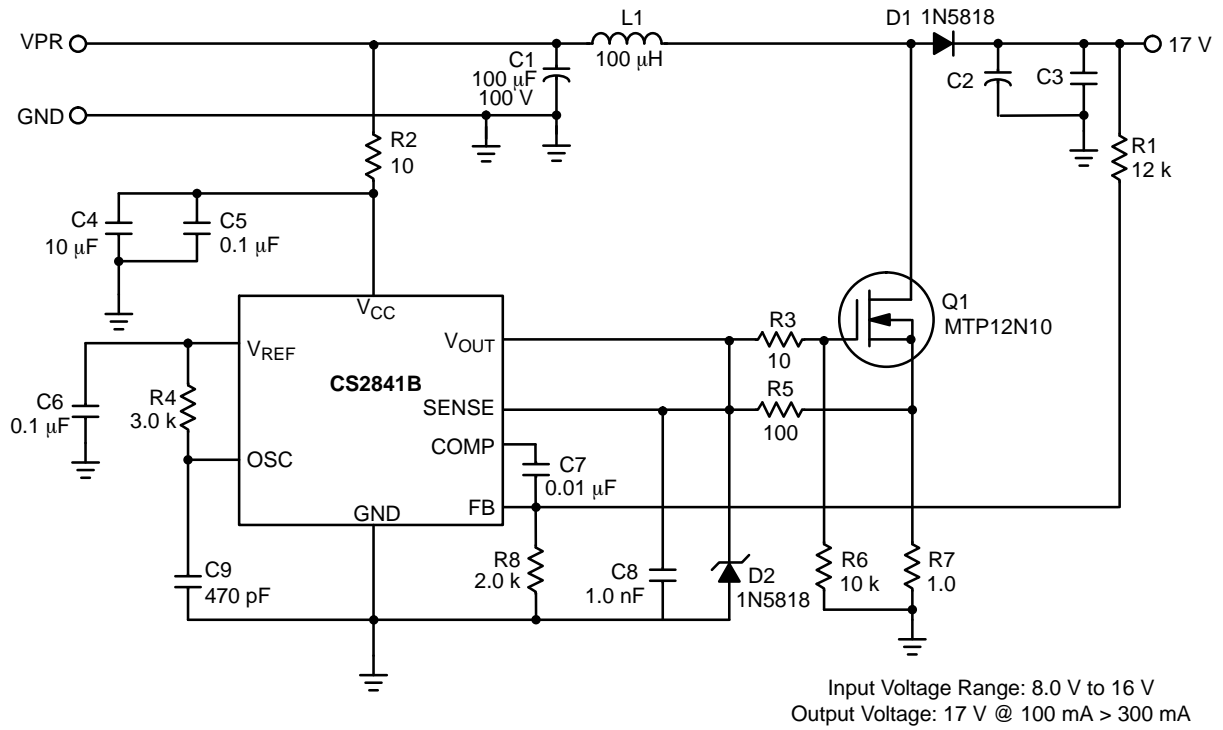 VPR
GND
L1
100 μH
D1 1N5818
17 V
C1
100 μF
100 V
C2
C3
R1
12 k
R2
10
C4
10 μF
C5
0.1 μF
VCC
VREF
VOUT
CS2841B
SENSE
COMP
OSC
GND
FB
R3
10
R5
100
Q1
MTP12N10
C6
0.1 μF
R4
3.0 k
C7
0.01 μF
C9
470 pF
R8
2.0 k
C8
1.0 nF
D2
1N5818
R6
10 k
R7
1.0
Input Voltage Range: 8.0 V to 16 V
Output Voltage: 17 V @ 100 mA > 300 mA